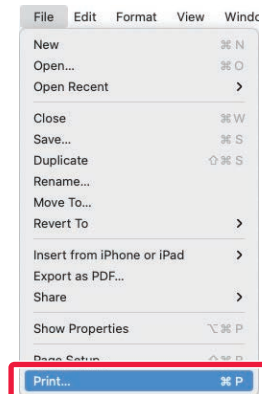 File Edit Format View Windo
New ⌘ N
Open... ⌘ O
Open Recent >
Close ⌘ W
Save... ⌘ S
Duplicate ⇧ ⌘ S
Rename...
Move To...
Revert To >
Insert from iPhone or iPad >
Export as PDF...
Share >
Show Properties ⌥ ⌘ P
Page Setup ⇧ ⌘ P
Print... ⌘ P